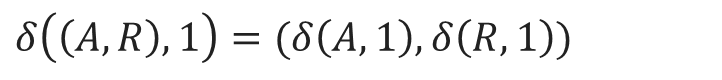 δ((A, R), 1) = (δ(A, 1), δ(R, 1))